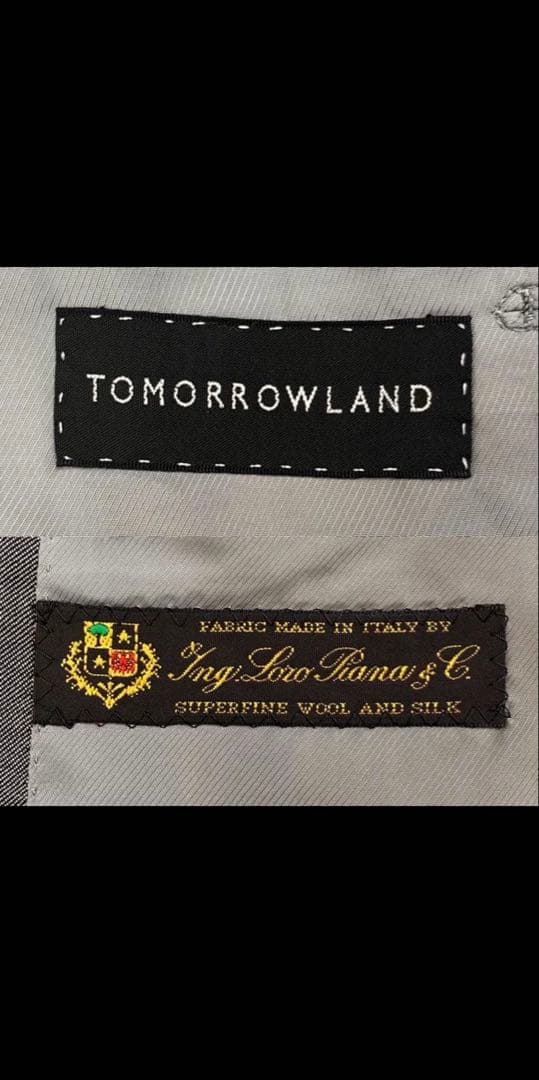 TOMORROWLAND
FABRIC MADE IN ITALY BY
Ing. Loro Piana & C.
SUPERFINE WOOL AND SILK